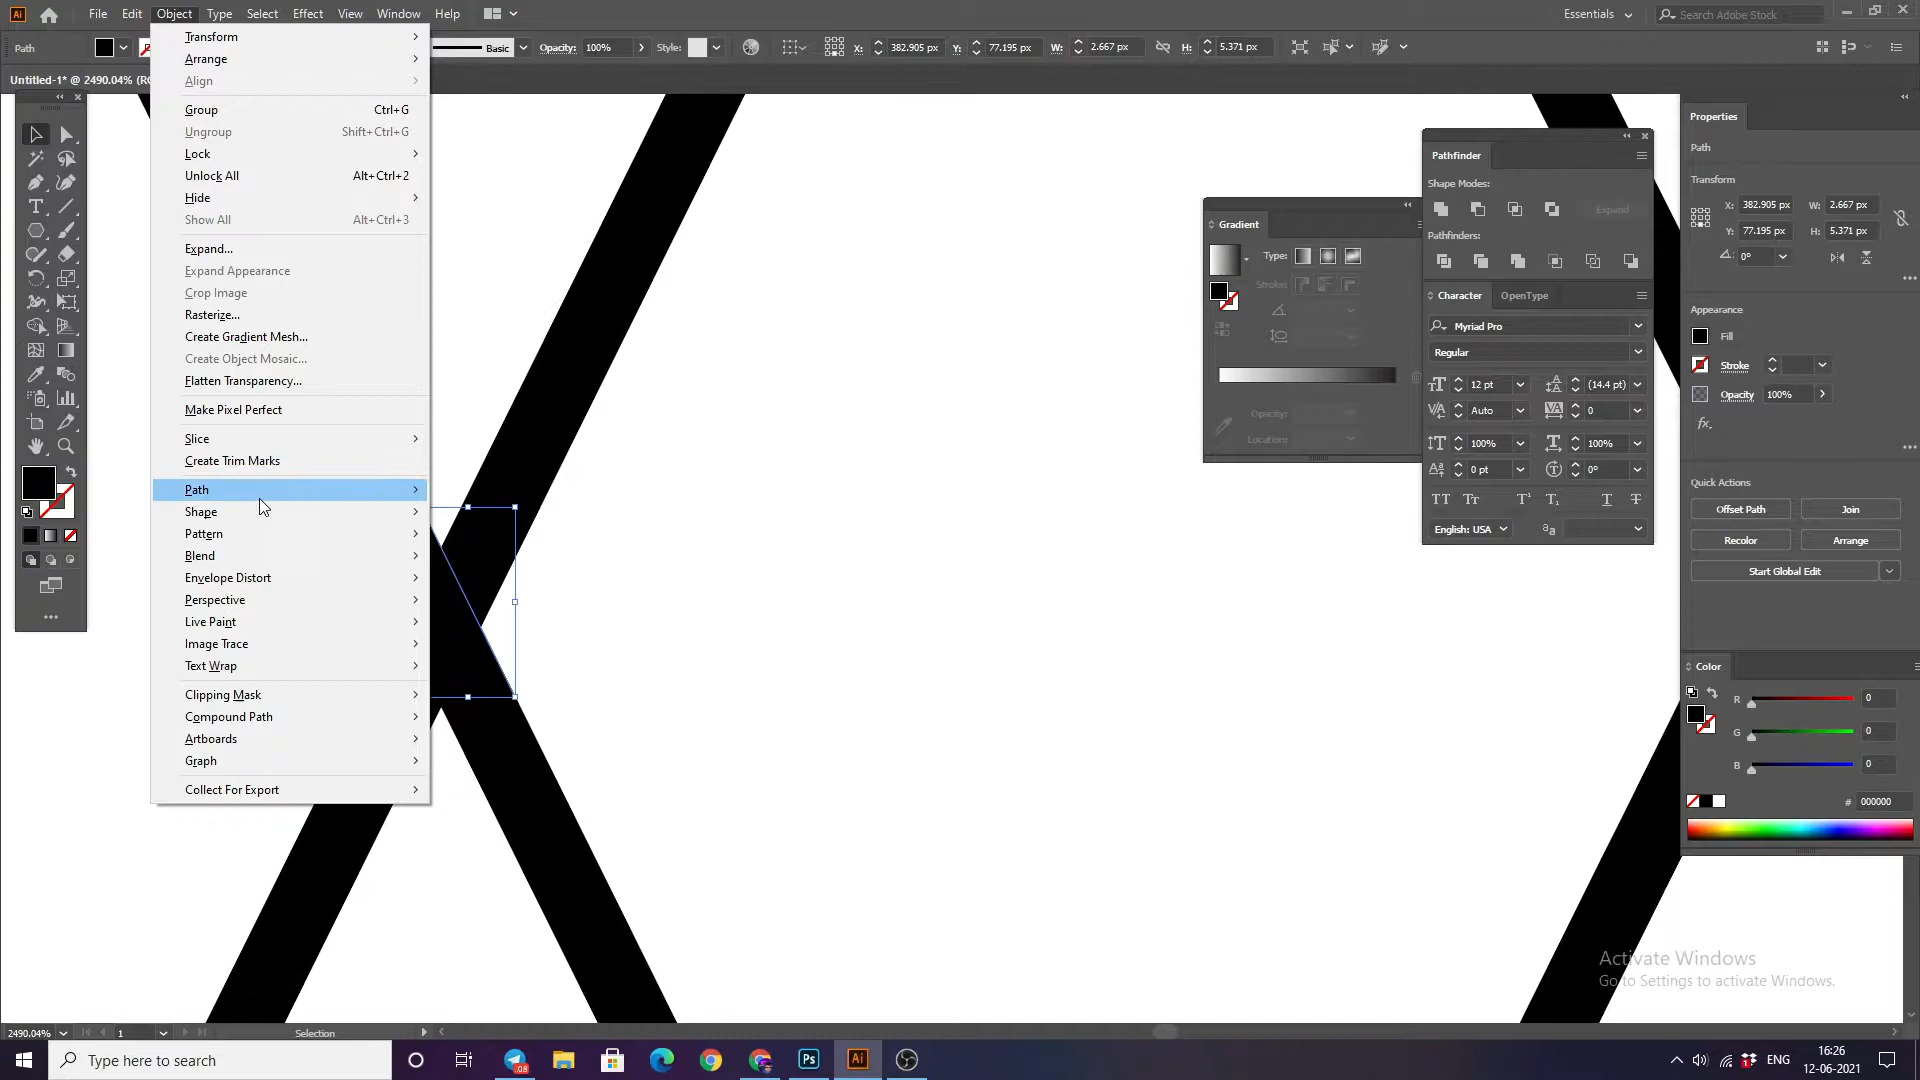 Ai File Edit Object Type Select Effect View Window Help Essentials Search Adobe Stock
Path Basic Opacity: 100% Style: X: 382.905 px Y: 77.195 px W: 2.667 px H: 5.371 px
Untitled-1* @ 2490.04% (R
Transform
Arrange
Align
Group Ctrl+G
Ungroup Shift+Ctrl+G
Lock
Unlock All Alt+Ctrl+2
Hide
Show All Alt+Ctrl+3
Expand...
Expand Appearance
Crop Image
Rasterize...
Create Gradient Mesh...
Create Object Mosaic...
Flatten Transparency...
Make Pixel Perfect
Slice
Create Trim Marks
Path
Shape
Pattern
Blend
Envelope Distort
Perspective
Live Paint
Image Trace
Text Wrap
Clipping Mask
Compound Path
Artboards
Graph
Collect For Export
Gradient
Type:
Stroke:
Opacity:
Location:
Pathfinder
Shape Modes:
Expand
Pathfinders:
Character OpenType
Myriad Pro
Regular
12 pt (14.4 pt)
Auto 0
100% 100%
0 pt 0°
English: USA
Properties
Path
Transform
X: 382.905 px W: 2.667 px
Y: 77.195 px H: 5.371 px
0°
Appearance
Fill
Stroke
Opacity 100%
fx
Quick Actions
Offset Path Join
Recolor Arrange
Start Global Edit
Color
R 0
G 0
B 0
# 000000
Activate Windows
Go to Settings to activate Windows.
2490.04% 1 Selection
Type here to search .08 Ps Ai 1 ENG 16:26
12-06-2021